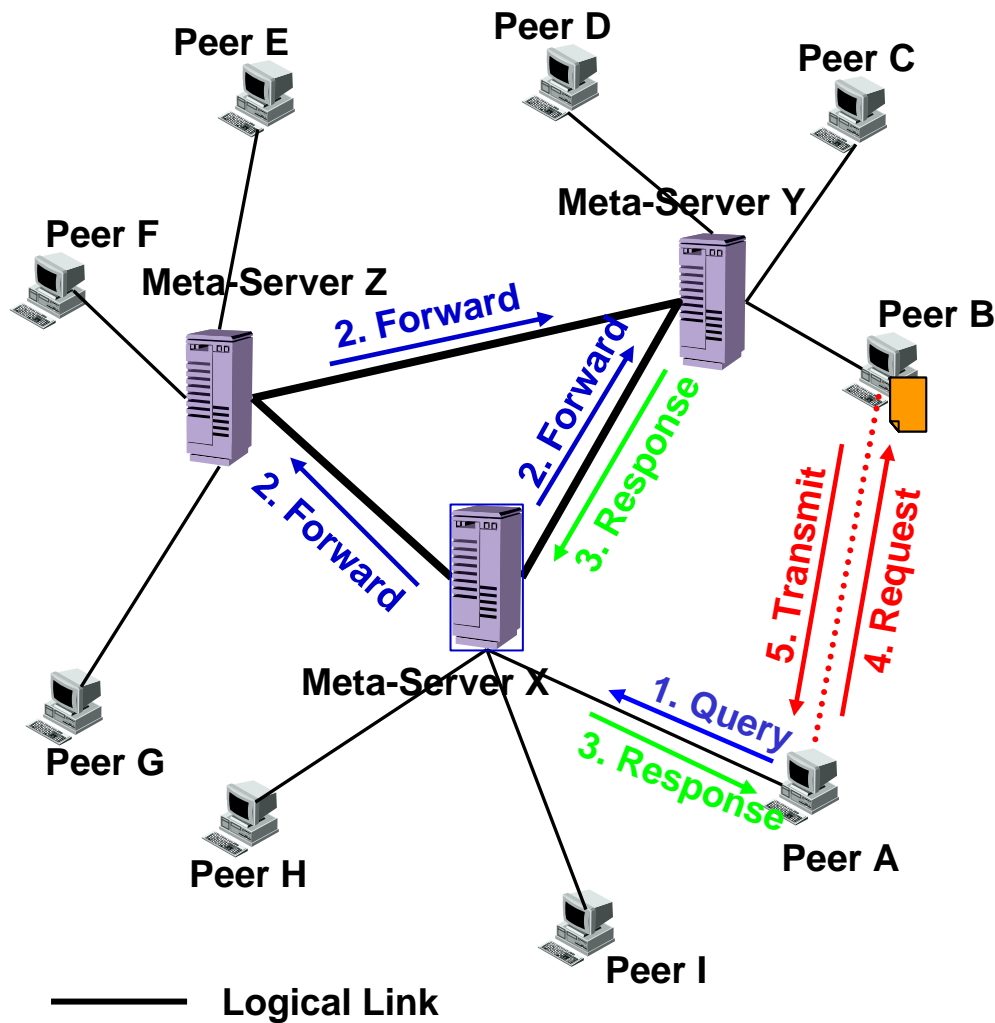 Peer D
Peer E
Peer C
Meta-Server Y
Peer F
Meta-Server Z
2. Forward
Peer B
2. Forward
3. Response
2. Forward
5. Transmit
4. Request
Meta-Server X
1. Query
Peer G
3. Response
Peer A
Peer H
Peer I
Logical Link